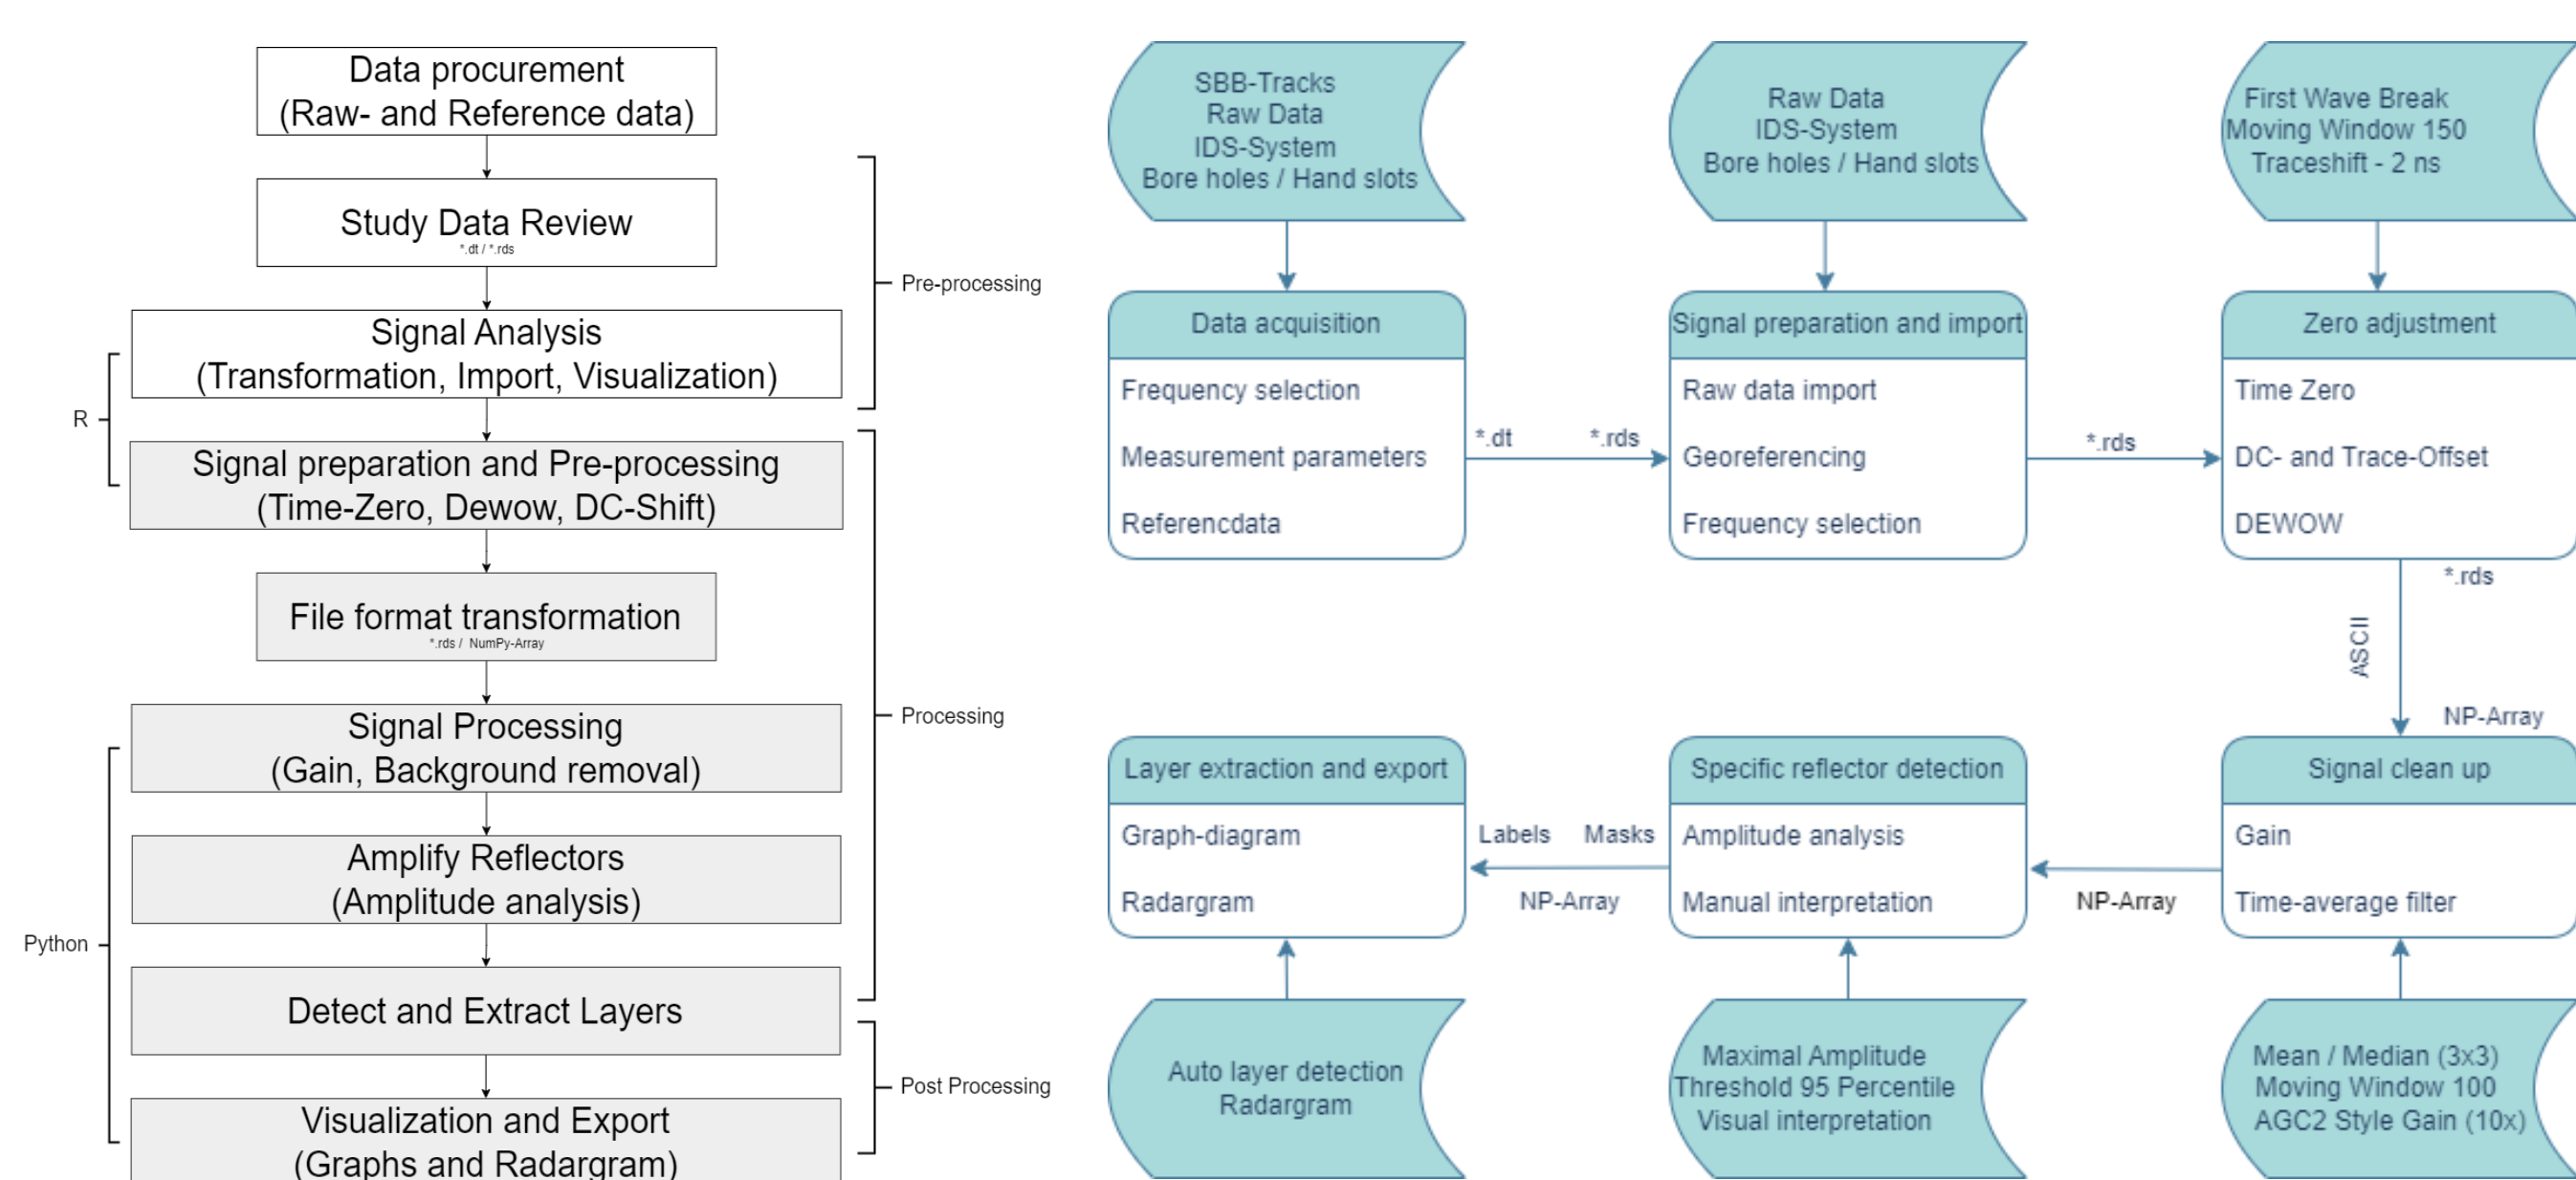 Data procurement
(Raw- and Reference data)
Study Data Review
*.dt / *.rds
Pre-processing
Signal Analysis
(Transformation, Import, Visualization)
R
Signal preparation and Pre-processing
(Time-Zero, Dewow, DC-Shift)
File format transformation
*.rds / NumPy-Array
Processing
Signal Processing
(Gain, Background removal)
Amplify Reflectors
(Amplitude analysis)
Python
Detect and Extract Layers
Post Processing
Visualization and Export
(Graphs and Radargram)
SBB-Tracks
Raw Data
IDS-System
Bore holes / Hand slots
Raw Data
IDS-System
Bore holes / Hand slots
First Wave Break
Moving Window 150
Traceshift - 2 ns
Data acquisition
Frequency selection
Measurement parameters
Referencdata
*.dt
*.rds
Signal preparation and import
Raw data import
Georeferencing
Frequency selection
*.rds
Zero adjustment
Time Zero
DC- and Trace-Offset
DEWOW
*.rds
ASCII
NP-Array
Signal clean up
Gain
Time-average filter
NP-Array
Specific reflector detection
Amplitude analysis
Manual interpretation
Labels
Masks
NP-Array
Layer extraction and export
Graph-diagram
Radargram
Auto layer detection
Radargram
Maximal Amplitude
Threshold 95 Percentile
Visual interpretation
Mean / Median (3x3)
Moving Window 100
AGC2 Style Gain (10x)